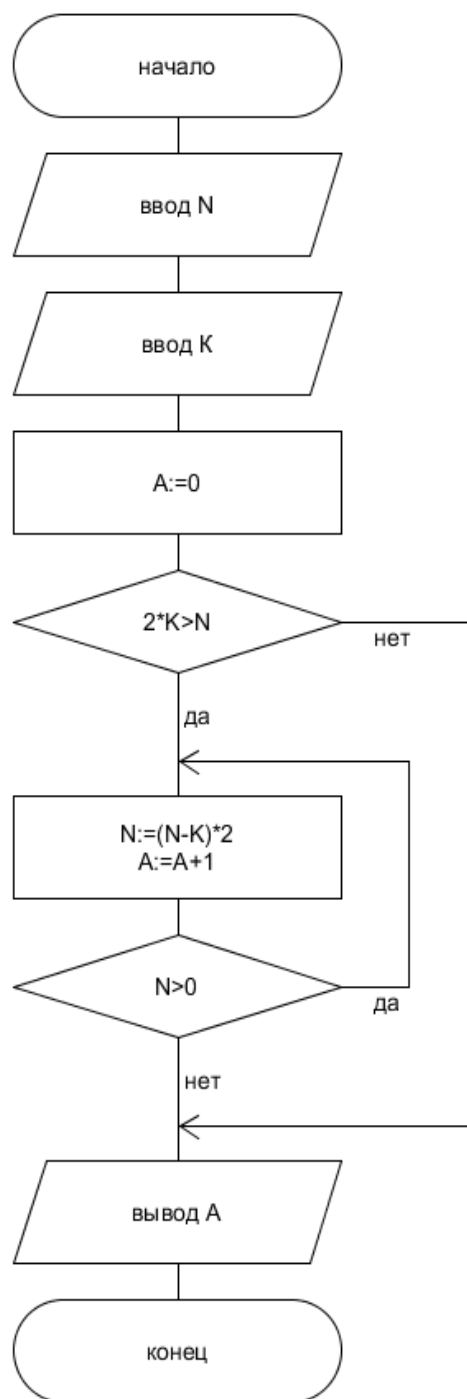 начало
ввод N
ввод К
A:=0
2*K>N
нет
да
N:=(N-K)*2
A:=A+1
N>0
да
нет
вывод А
конец